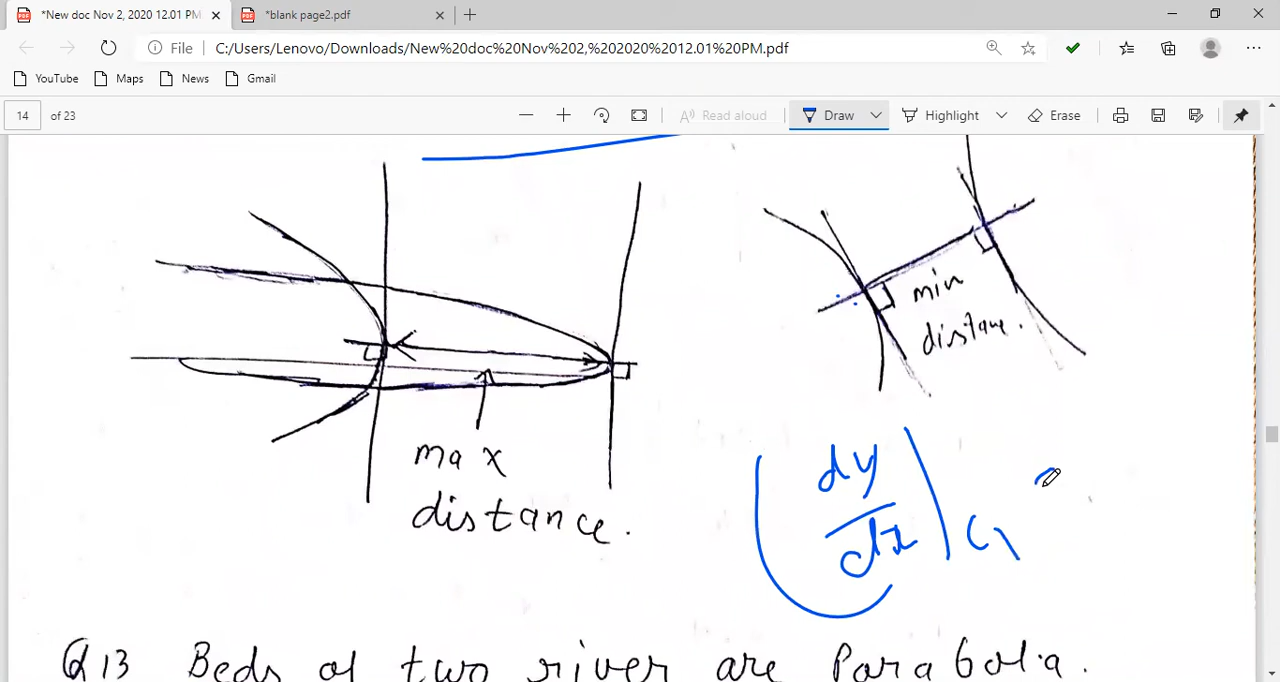 *New doc Nov 2, 2020 12.01 PM.
*blank page2.pdf
File
C:/Users/Lenovo/Downloads/New%20doc%20Nov%202,%202020%2012.01%20PM.pdf
YouTube Maps News Gmail
14 of 23
Read aloud
Draw
Highlight
Erase
min
distane.
max
distance.
dy
dx
C1
Q13 Beds of two river are Parabola.